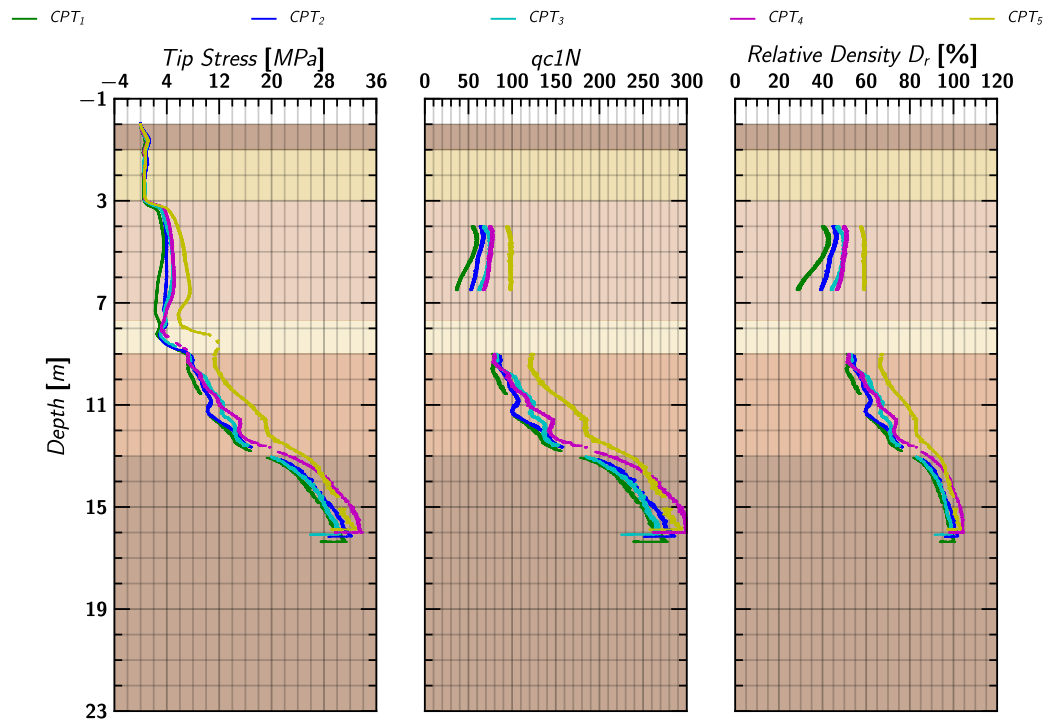 CPT1 CPT2 CPT3 CPT4 CPT5
Tip Stress [MPa] qc1N Relative Density Dr [%]
−4 4 12 20 28 36 0 50 100 150 200 250 300 0 20 40 60 80 100 120
−1
3
7
11
15
19
23
Depth [m]